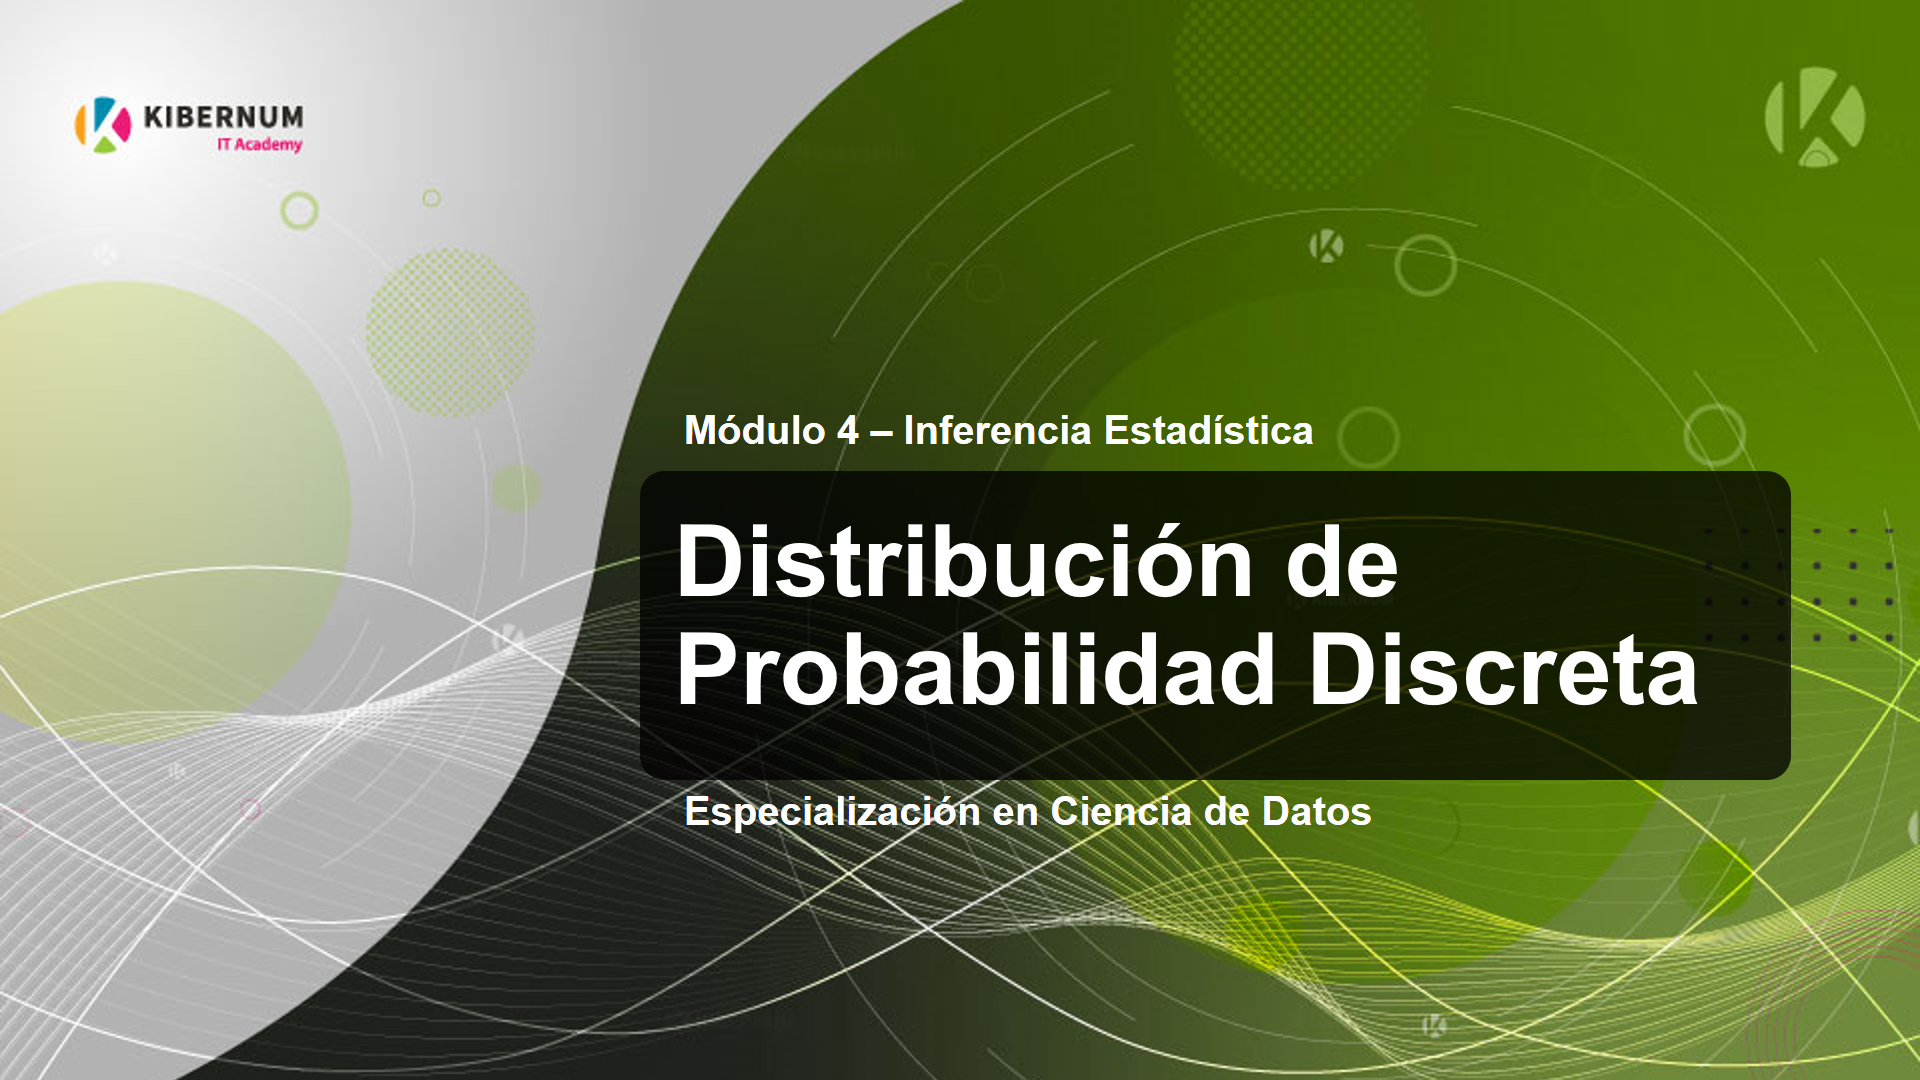 KIBERNUM
IT Academy
Módulo 4 – Inferencia Estadística
Distribución de
Probabilidad Discreta
Especialización en Ciencia de Datos